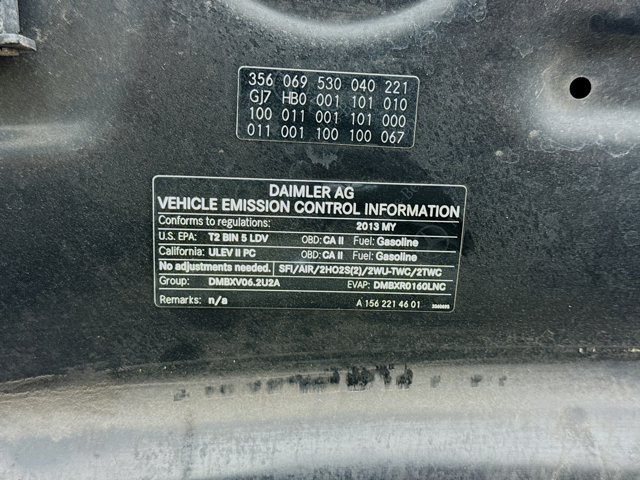 356 069 530 040 221
GJ7 HB0 001 101 010
100 011 001 101 000
011 001 100 100 067
DAIMLER AG
VEHICLE EMISSION CONTROL INFORMATION
Conforms to regulations: 2013 MY
U.S. EPA: T2 BIN 5 LDV OBD: CA II Fuel: Gasoline
California: ULEV II PC OBD: CA II Fuel: Gasoline
No adjustments needed. SFI/AIR/2HO2S(2)/2WU-TWC/2TWC
Group: DMBXV06.2U2A EVAP: DMBXR0160LNC
Remarks: n/a A 156 221 46 01